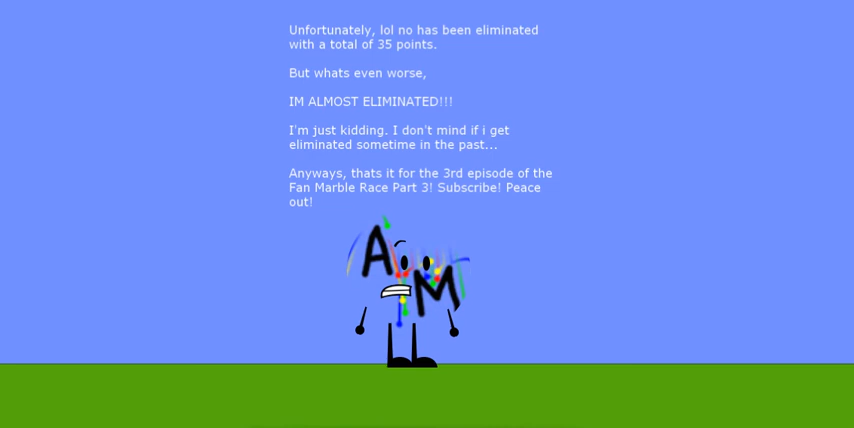 Unfortunately, lol no has been eliminated
with a total of 35 points.
But whats even worse,
IM ALMOST ELIMINATED!!!
I'm just kidding. I don't mind if i get
eliminated sometime in the past...
Anyways, thats it for the 3rd episode of the
Fan Marble Race Part 3! Subscribe! Peace
out!
A M